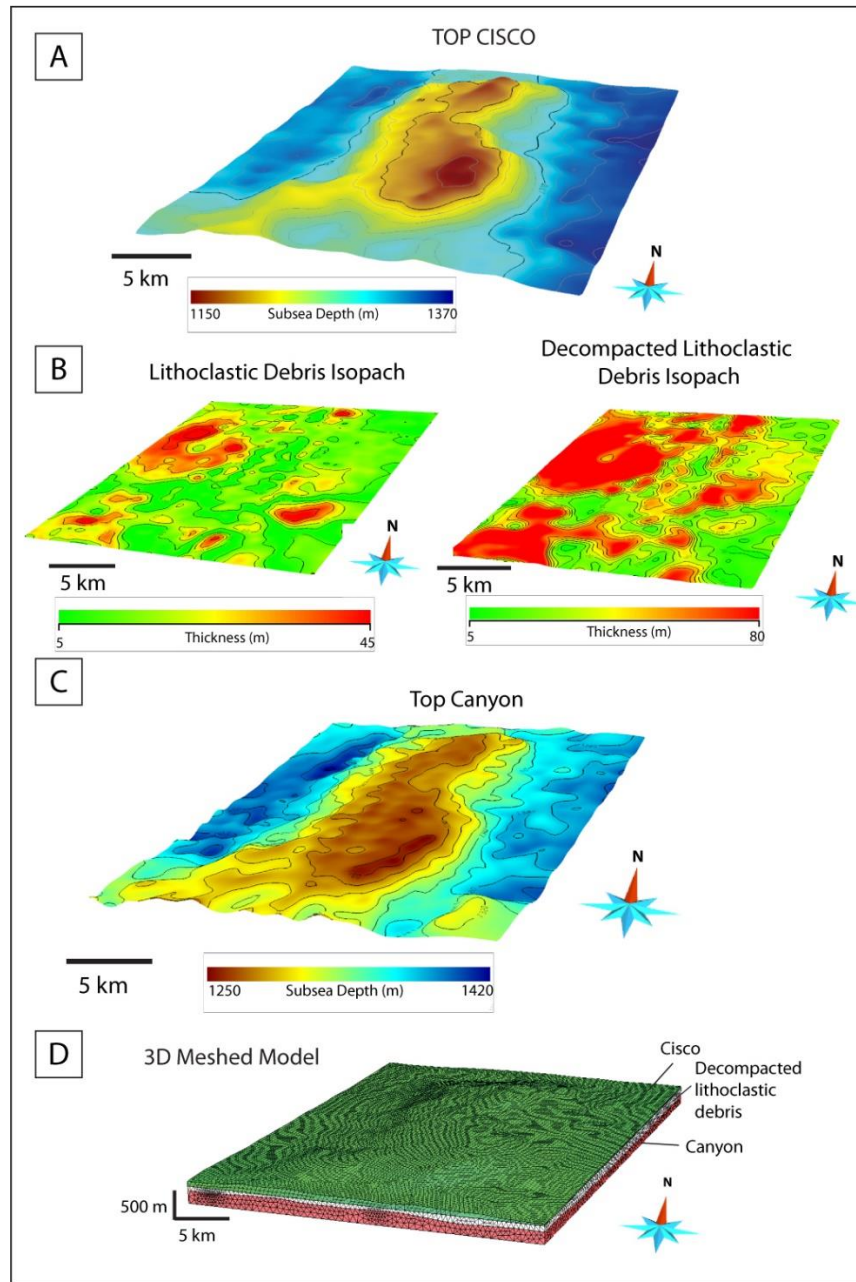 A
TOP CISCO
5 km
N
1150
Subsea Depth (m)
1370
B
Lithoclastic Debris Isopach
Decompacted Lithoclastic
Debris Isopach
5 km
N
5 km
N
5
Thickness (m)
45
5
Thickness (m)
80
C
Top Canyon
5 km
N
1250
Subsea Depth (m)
1420
D
3D Meshed Model
Cisco
Decompacted
lithoclastic
debris
Canyon
500 m
5 km
N